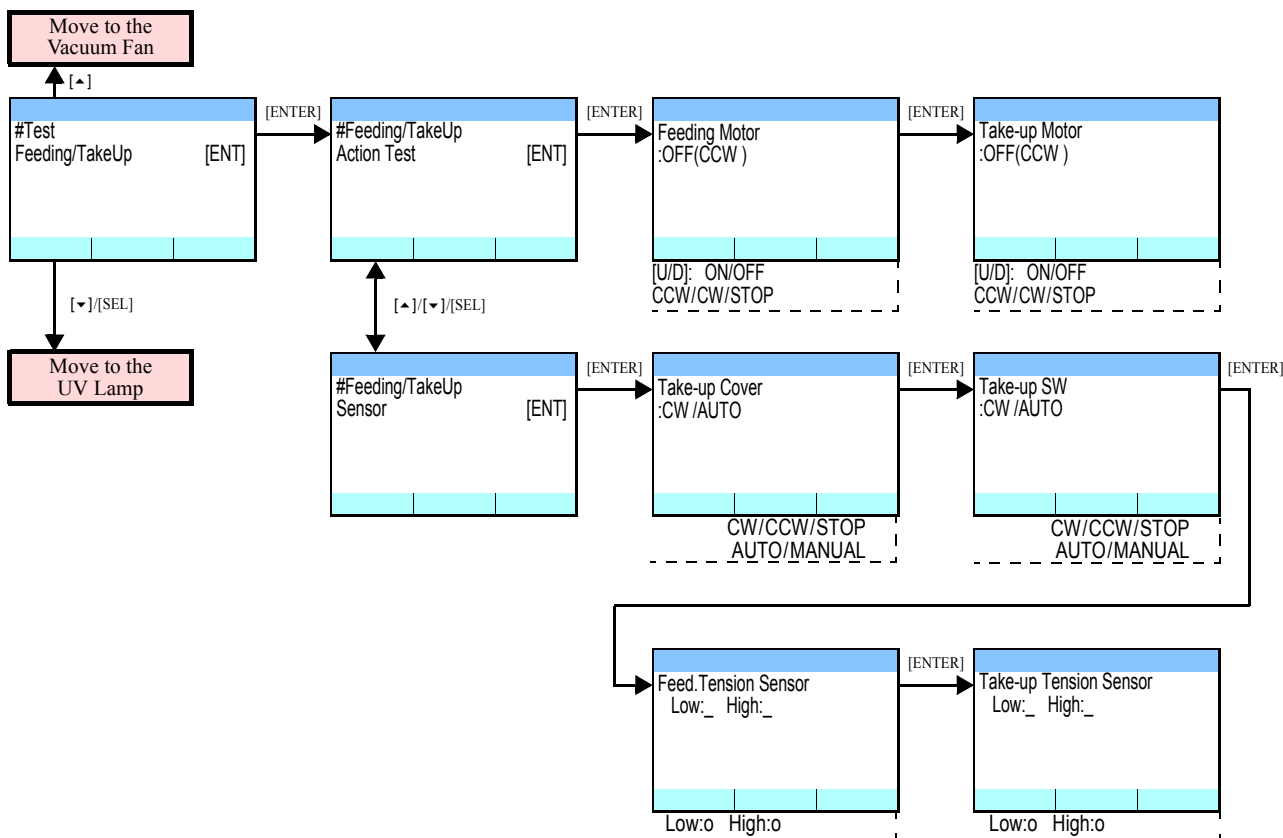 Move to the
Vacuum Fan
[▲]
#Test
Feeding/TakeUp [ENT]
[ENTER]
#Feeding/TakeUp
Action Test [ENT]
[ENTER]
Feeding Motor
:OFF(CCW )
[ENTER]
Take-up Motor
:OFF(CCW )
[U/D]: ON/OFF
CCW/CW/STOP
[U/D]: ON/OFF
CCW/CW/STOP
[▼]/[SEL]
[▲]/[▼]/[SEL]
Move to the
UV Lamp
#Feeding/TakeUp
Sensor [ENT]
[ENTER]
Take-up Cover
:CW /AUTO
[ENTER]
Take-up SW
:CW /AUTO
[ENTER]
CW/CCW/STOP
AUTO/MANUAL
CW/CCW/STOP
AUTO/MANUAL
Feed.Tension Sensor
Low:_ High:_
[ENTER]
Take-up Tension Sensor
Low:_ High:_
Low:o High:o
Low:o High:o